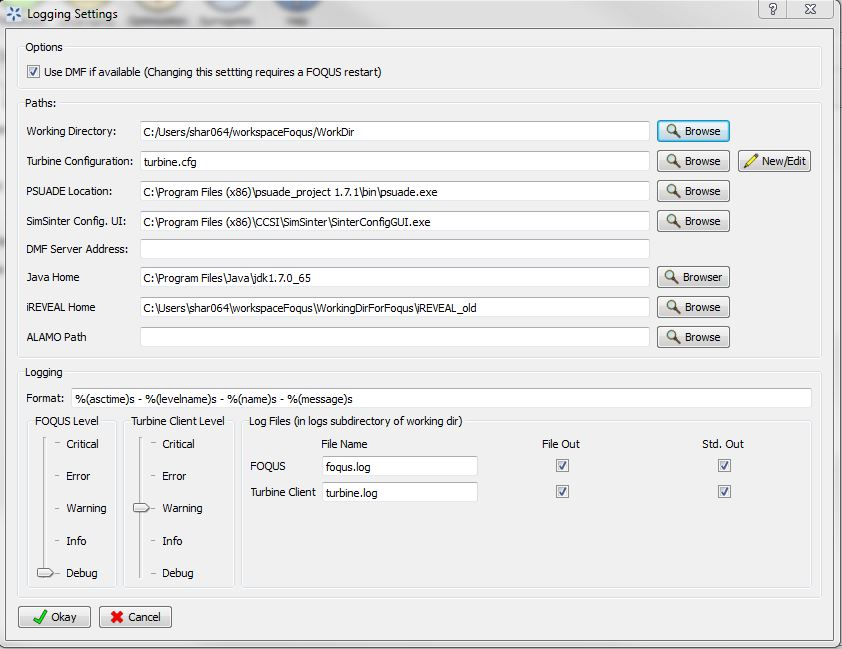 Logging Settings
Options
Use DMF if available (Changing this settting requires a FOQUS restart)
Paths:
Working Directory: C:/Users/shar064/workspaceFoqus/WorkDir Browse
Turbine Configuration: turbine.cfg Browse New/Edit
PSUADE Location: C:\Program Files (x86)\psuade_project 1.7.1\bin\psuade.exe Browse
SimSinter Config. UI: C:\Program Files (x86)\CCSI\SimSinter\SinterConfigGUI.exe Browse
DMF Server Address:
Java Home C:\Program Files\Java\jdk1.7.0_65 Browser
iREVEAL Home C:\Users\shar064\workspaceFoqus\WorkingDirForFoqus\iREVEAL_old Browse
ALAMO Path Browse
Logging
Format: %(asctime)s - %(levelname)s - %(name)s - %(message)s
FOQUS Level Turbine Client Level Log Files (in logs subdirectory of working dir)
Critical Critical File Name File Out Std. Out
FOQUS foqus.log
Error Error
Turbine Client turbine.log
Warning Warning
Info Info
Debug Debug
Okay Cancel